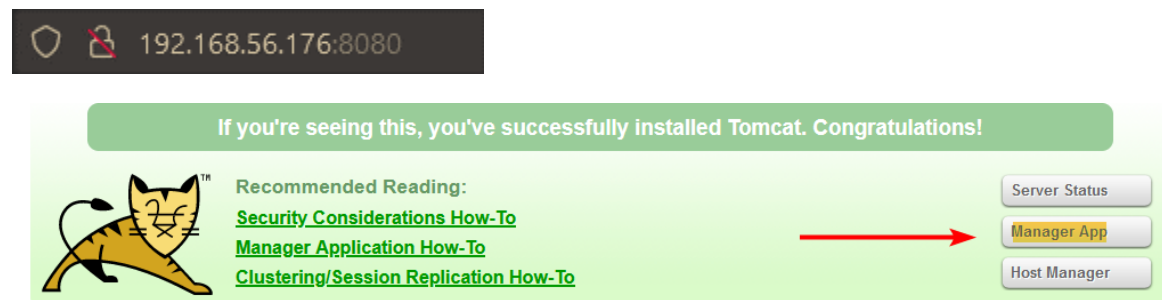 192.168.56.176:8080
If you're seeing this, you've successfully installed Tomcat. Congratulations!
TM
Recommended Reading:
Security Considerations How-To
Manager Application How-To
Clustering/Session Replication How-To
Server Status
Manager App
Host Manager